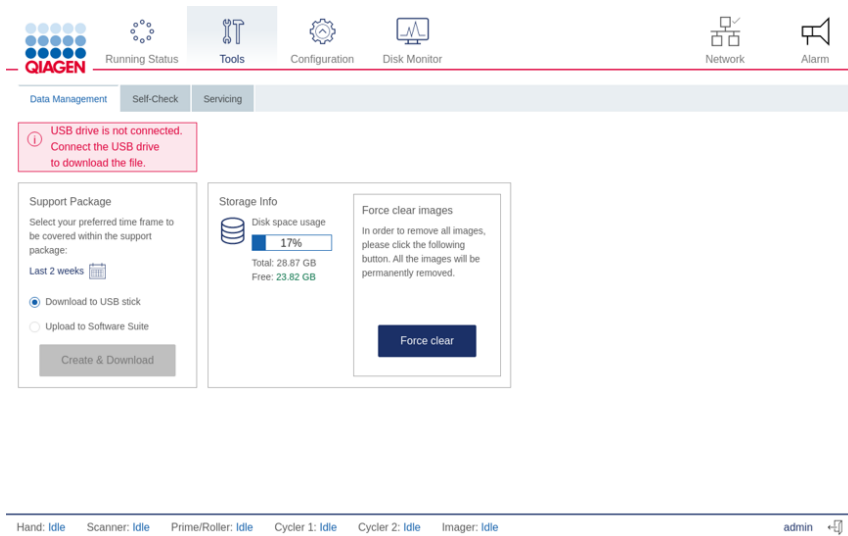 QIAGEN
Running Status
Tools
Configuration
Disk Monitor
Network
Alarm
Data Management
Self-Check
Servicing
USB drive is not connected.
Connect the USB drive
to download the file.
Support Package
Select your preferred time frame to
be covered within the support
package:
Last 2 weeks
Download to USB stick
Upload to Software Suite
Create & Download
Storage Info
Disk space usage
17%
Total: 28.87 GB
Free: 23.82 GB
Force clear images
In order to remove all images,
please click the following
button. All the images will be
permanently removed.
Force clear
Hand: Idle Scanner: Idle Prime/Roller: Idle Cycler 1: Idle Cycler 2: Idle Imager: Idle admin